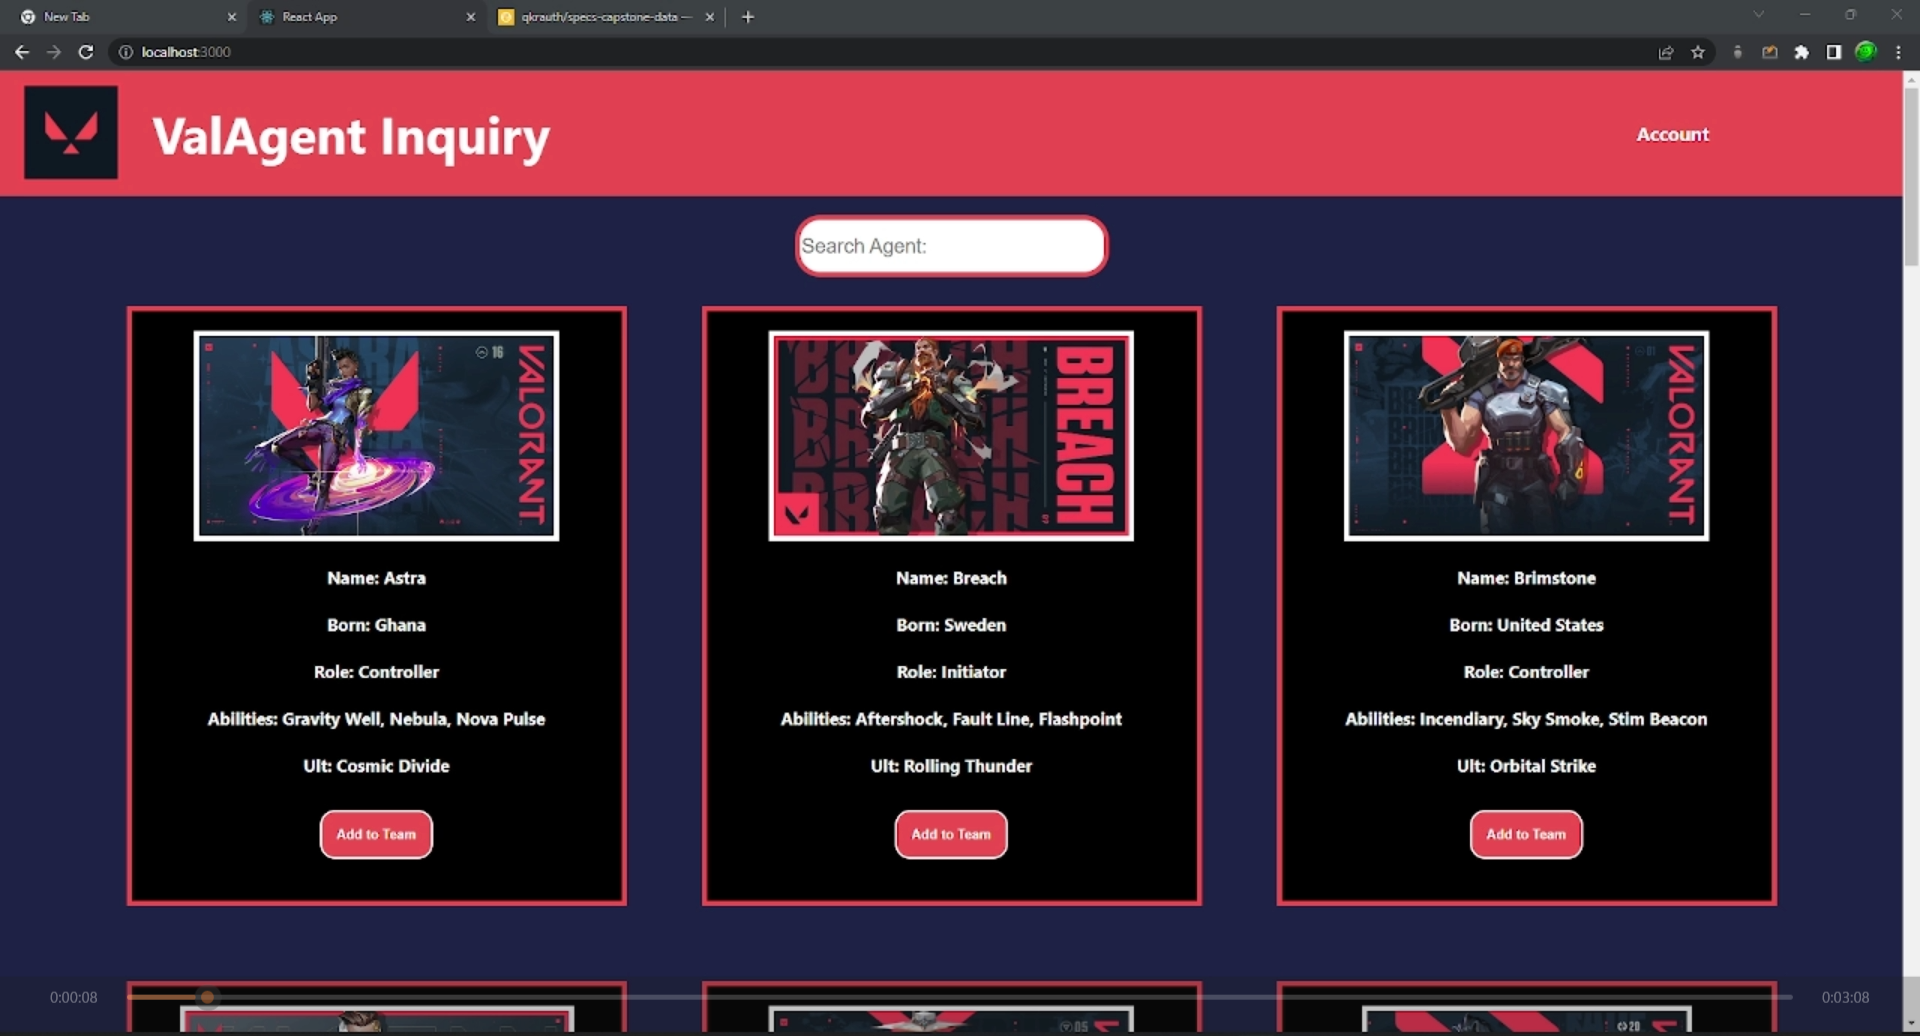 New Tab
React App
qkrauth/specs-capstone-data —
localhost:3000
ValAgent Inquiry
Account
Search Agent:
16
VALORANT
BREACH
VALORANT
Name: Astra
Born: Ghana
Role: Controller
Abilities: Gravity Well, Nebula, Nova Pulse
Ult: Cosmic Divide
Add to Team
Name: Breach
Born: Sweden
Role: Initiator
Abilities: Aftershock, Fault Line, Flashpoint
Ult: Rolling Thunder
Add to Team
Name: Brimstone
Born: United States
Role: Controller
Abilities: Incendiary, Sky Smoke, Stim Beacon
Ult: Orbital Strike
Add to Team
05
20
0:00:08
0:03:08